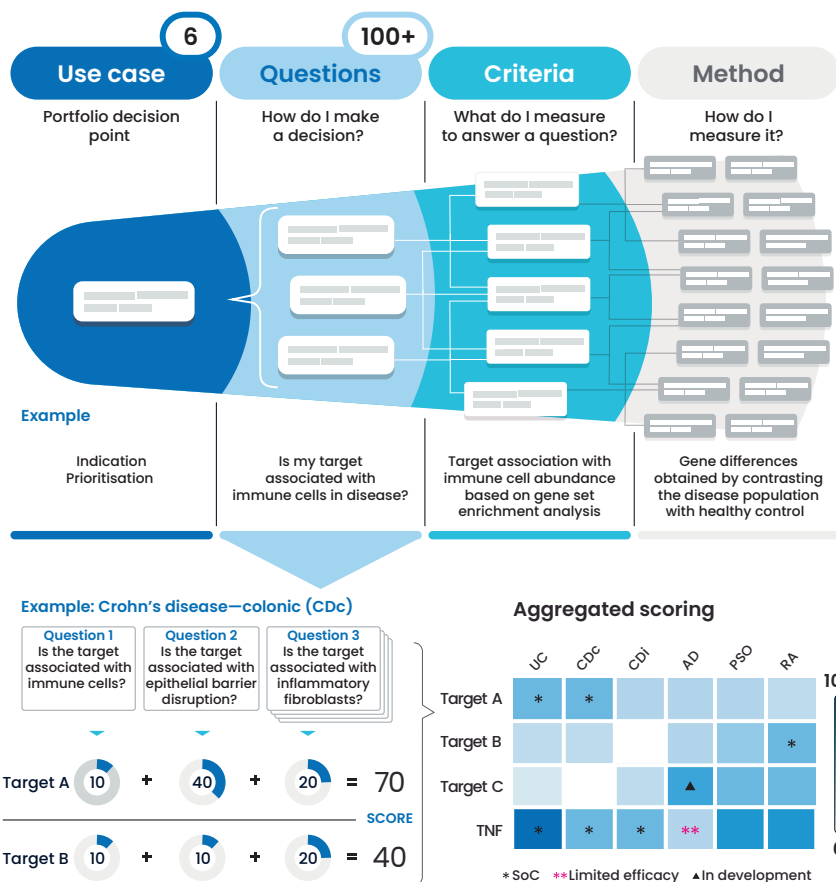 6
100+
Use case
Questions
Criteria
Method
Portfolio decision
point
How do I make
a decision?
What do I measure
to answer a question?
How do I
measure it?
Example
Indication
Prioritisation
Is my target
associated with
immune cells in disease?
Target association with
immune cell abundance
based on gene set
enrichment analysis
Gene differences
obtained by contrasting
the disease population
with healthy control
Example: Crohn's disease—colonic (CDc)
Question 1
Is the target
associated with
immune cells?
Question 2
Is the target
associated with
epithelial barrier
disruption?
Question 3
Is the target
associated with
inflammatory
fibroblasts?
Target A
10
+
40
+
20
=
70
SCORE
Target B
10
+
10
+
20
=
40
Aggregated scoring
UC
CDc
CDi
AD
PSO
RA
Target A
*
*
Target B
*
Target C
▲
TNF
*
*
*
**
*SoC
**Limited efficacy
▲In development